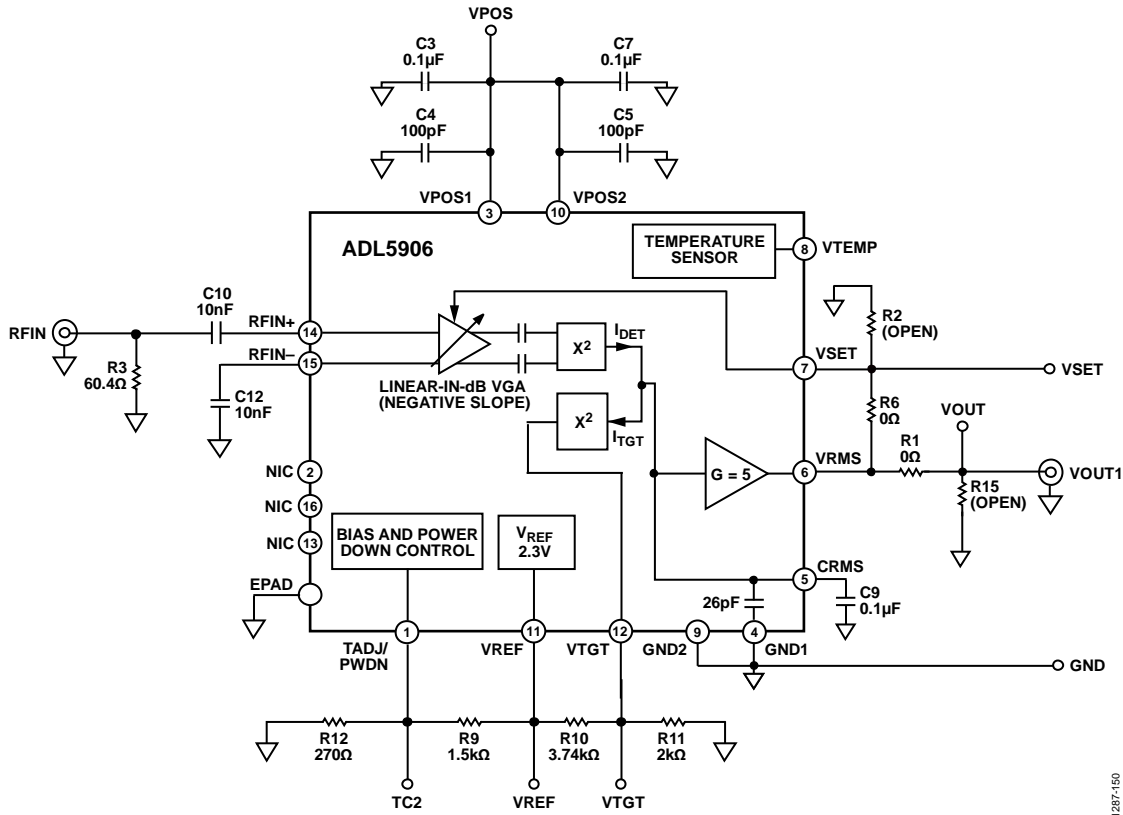 VPOS
C3
0.1µF
C7
0.1µF
C4
100pF
C5
100pF
VPOS1
VPOS2
3
10
ADL5906
TEMPERATURE
SENSOR
8
VTEMP
C10
10nF
RFIN
RFIN+
14
RFIN–
15
R3
60.4Ω
C12
10nF
LINEAR-IN-dB VGA
(NEGATIVE SLOPE)
X²
I_DET
X²
I_TGT
G = 5
R2
(OPEN)
7
VSET
VSET
R6
0Ω
VOUT
R1
0Ω
6
VRMS
VOUT1
R15
(OPEN)
NIC
2
NIC
16
NIC
13
EPAD
BIAS AND POWER
DOWN CONTROL
V_REF
2.3V
5
CRMS
26pF
C9
0.1µF
1
11
12
9
4
TADJ/
PWDN
VREF
VTGT
GND2
GND1
GND
R12
270Ω
R9
1.5kΩ
R10
3.74kΩ
R11
2kΩ
TC2
VREF
VTGT
1287-150